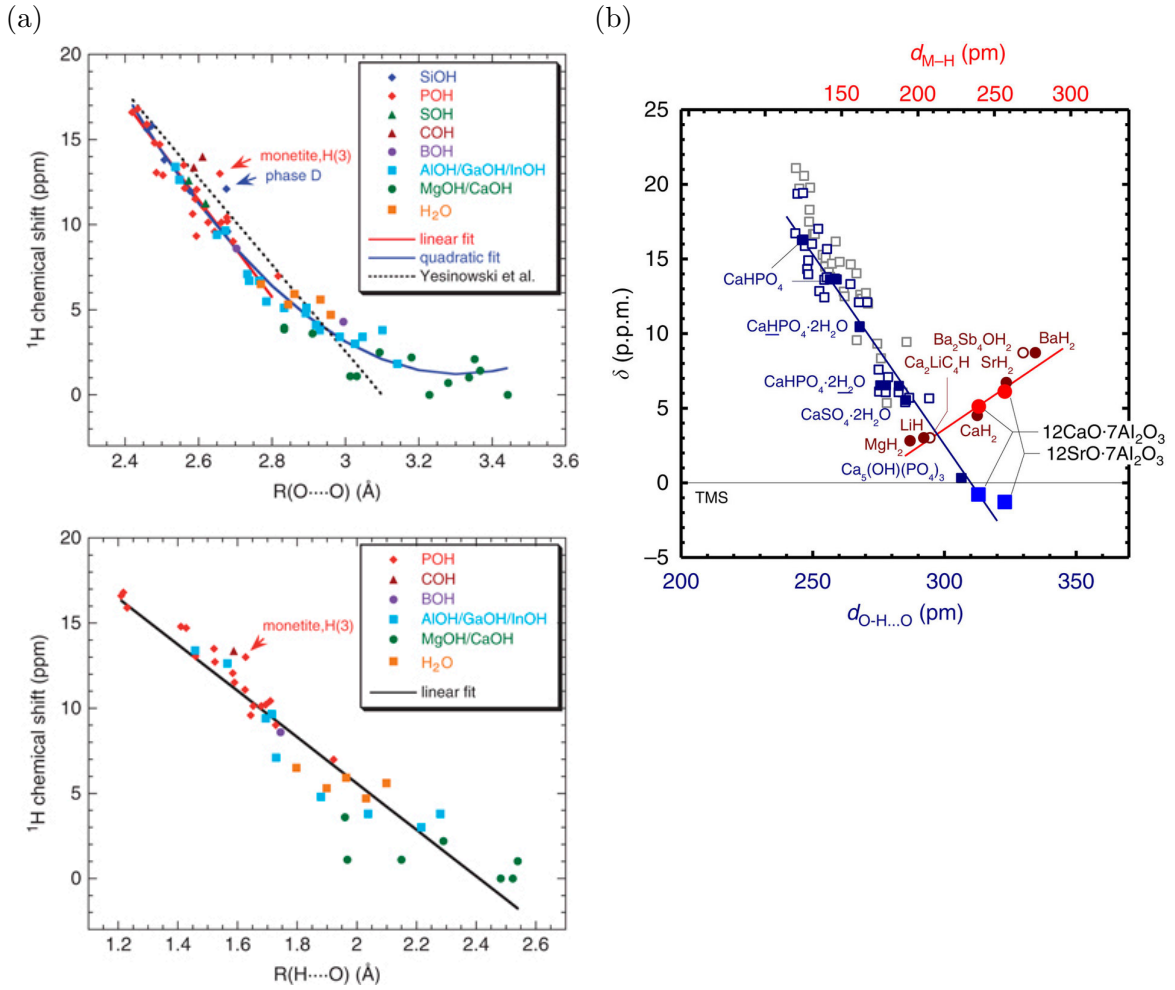 (a)
20
15
10
5
0
¹H chemical shift (ppm)
SiOH
POH
SOH
COH
BOH
AlOH/GaOH/InOH
MgOH/CaOH
H₂O
linear fit
quadratic fit
Yesinowski et al.
monetite,H(3)
phase D
2.4 2.6 2.8 3.0 3.2 3.4 3.6
R(O····O) (Å)
20
15
10
5
0
¹H chemical shift (ppm)
POH
COH
BOH
AlOH/GaOH/InOH
MgOH/CaOH
H₂O
linear fit
monetite,H(3)
1.2 1.4 1.6 1.8 2 2.2 2.4 2.6
R(H····O) (Å)
(b)
d_M–H (pm)
150 200 250 300
25
20
15
10
5
0
−5
δ (p.p.m.)
CaHPO₄
CaHPO₄·2H₂O
CaHPO₄·2H₂O
CaSO₄·2H₂O
Ba₂Sb₄OH₂
BaH₂
Ca₂LiC₄H
SrH₂
LiH
MgH₂
CaH₂
Ca₅(OH)(PO₄)₃
12CaO·7Al₂O₃
12SrO·7Al₂O₃
TMS
200 250 300 350
d_O-H...O (pm)